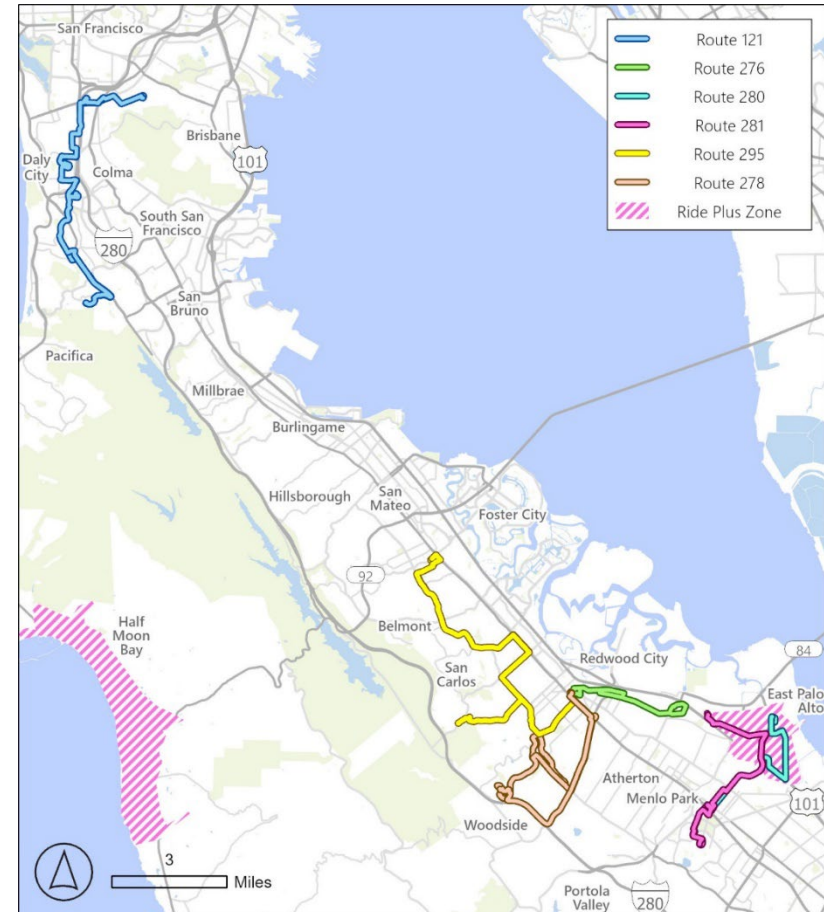 San Francisco
Route 121
Route 276
Route 280
Route 281
Route 295
Route 278
Ride Plus Zone
Brisbane
101
Daly
City
Colma
South San
Francisco
280
San
Bruno
Pacifica
Millbrae
Burlingame
Hillsborough
San
Mateo
Foster City
92
Half
Moon
Bay
Belmont
San
Carlos
Redwood City
84
East Palo
Alto
Atherton
Menlo Park
101
Woodside
3
Miles
Portola
Valley
280